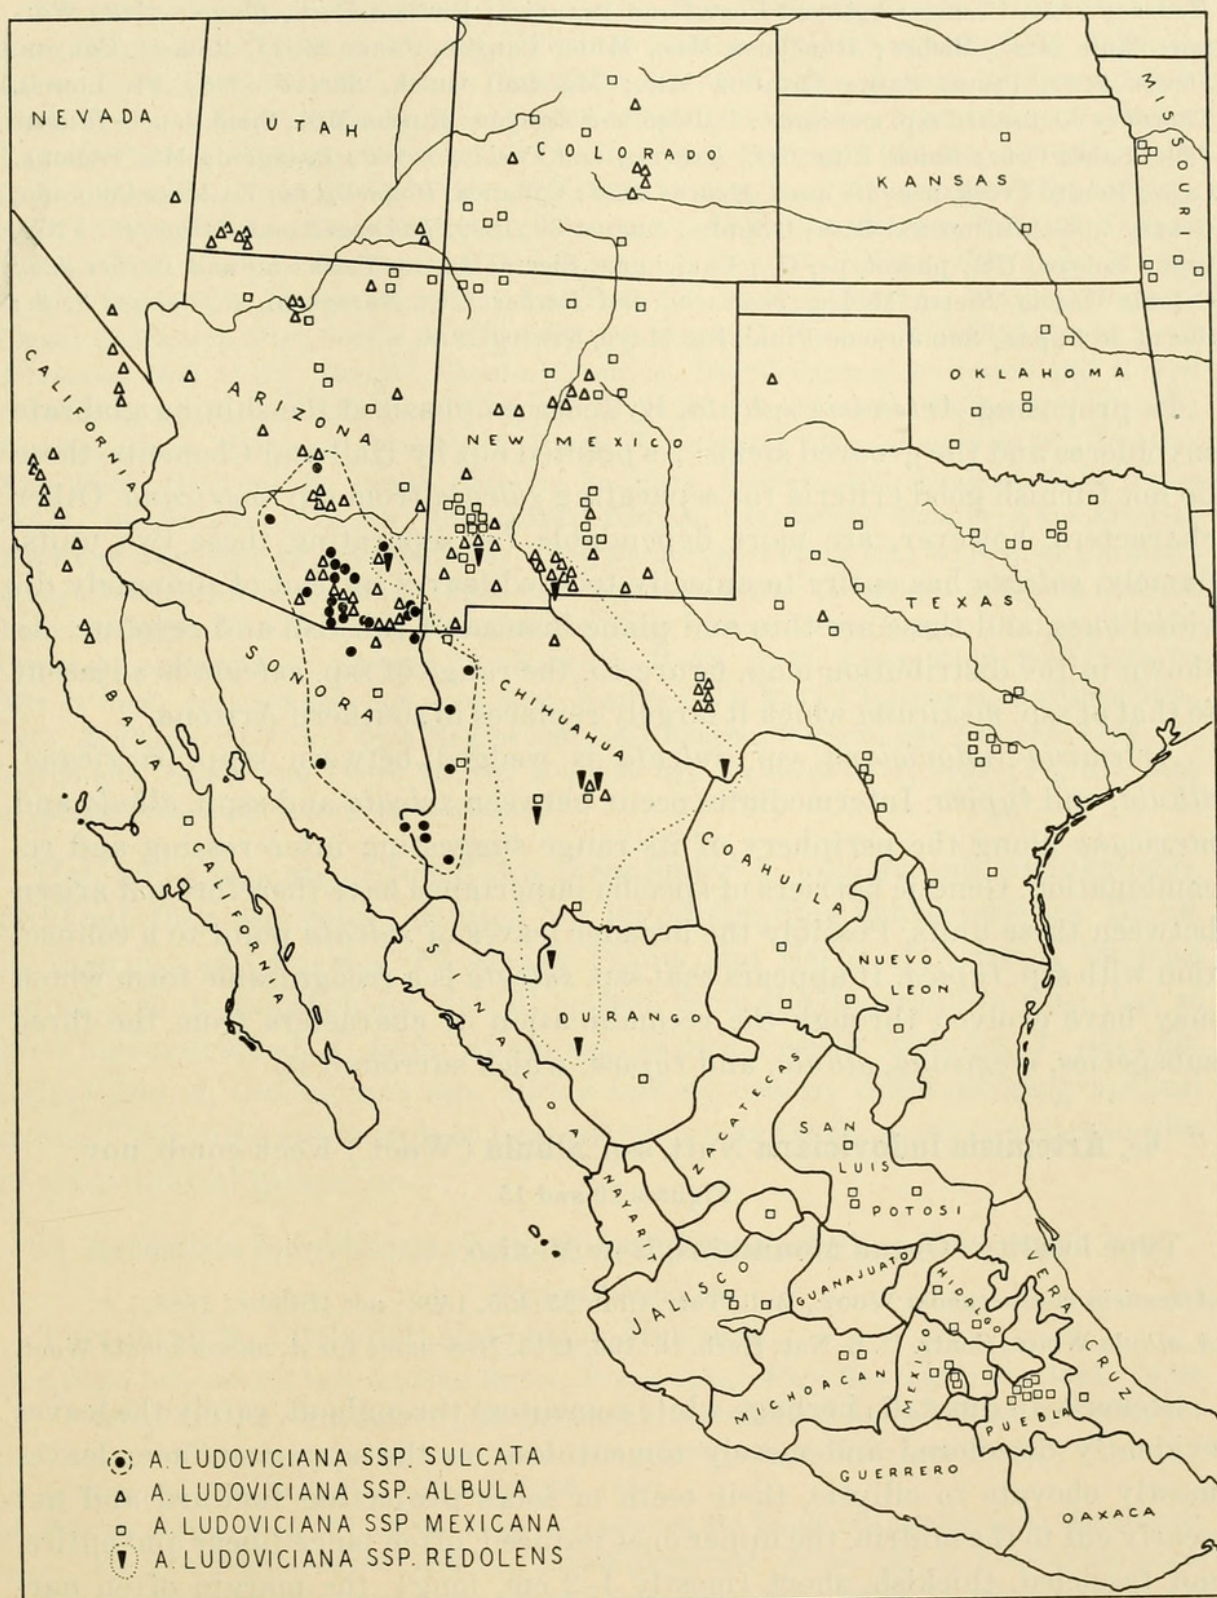 NEVADA
UTAH
COLORADO
KANSAS
MISSOURI
CALIFORNIA
ARIZONA
NEW MEXICO
OKLAHOMA
TEXAS
SONORA
CHIHUAHUA
BAJA
CALIFORNIA
COAHUILA
NUEVO
LEON
SINALOA
DURANGO
ZACATECAS
SAN
LUIS
POTOSI
NAYARIT
JALISCO
GUANAJUATO
HIDALGO
VERA CRUZ
MICHOACAN
MEXICO
PUEBLA
GUERRERO
OAXACA
A. LUDOVICIANA SSP. SULCATA
A. LUDOVICIANA SSP. ALBULA
A. LUDOVICIANA SSP MEXICANA
A. LUDOVICIANA SSP. REDOLENS